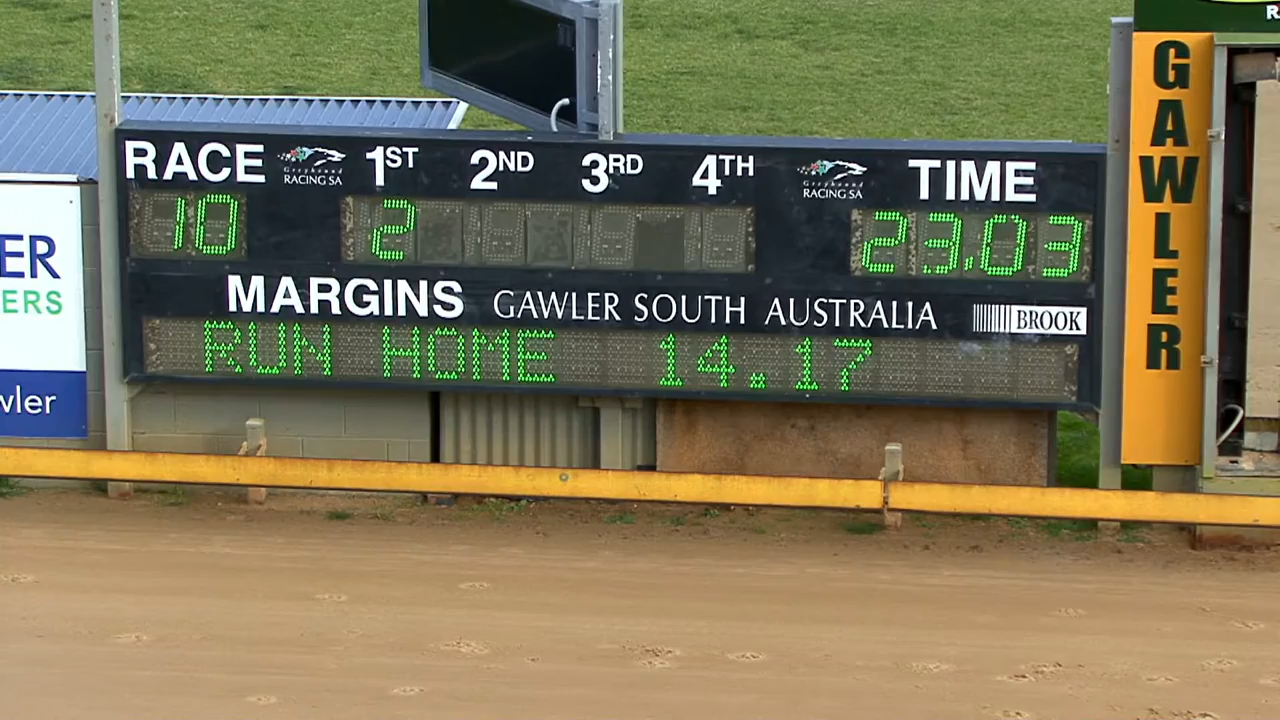 RACE Greyhound RACING SA 1ST 2ND 3RD 4TH Greyhound RACING.SA TIME
10 2 23.03
MARGINS GAWLER SOUTH AUSTRALIA BROOK
RUN HOME 14.17
GAWLER
ER
ERS
wler
R